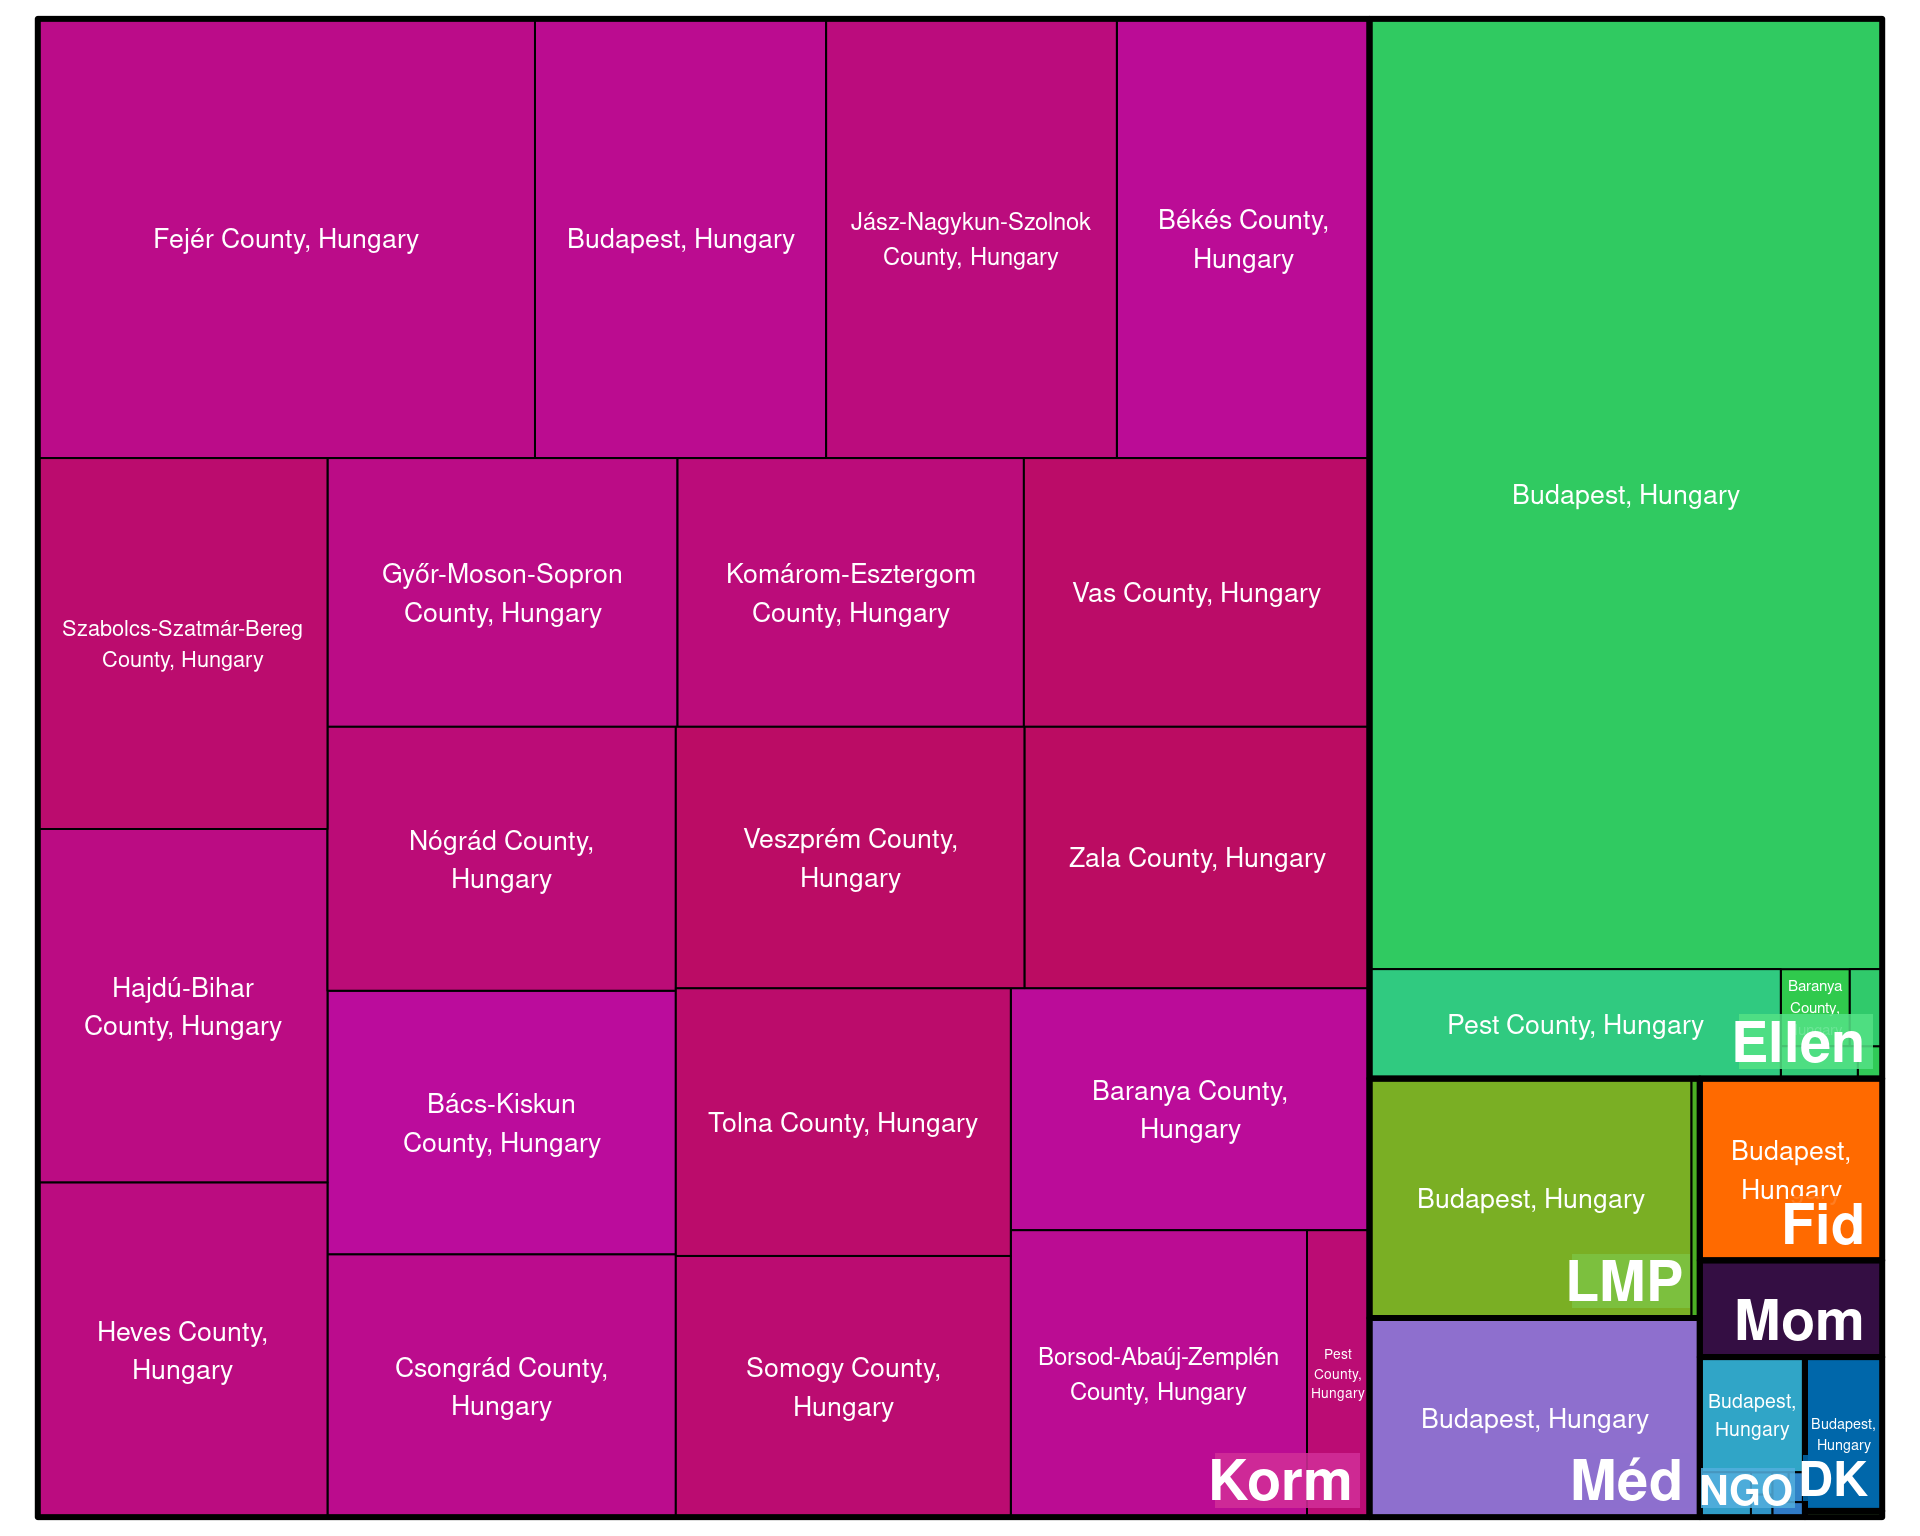 Fejér County, Hungary
Budapest, Hungary
Jász-Nagykun-Szolnok
County, Hungary
Békés County,
Hungary
Szabolcs-Szatmár-Bereg
County, Hungary
Győr-Moson-Sopron
County, Hungary
Komárom-Esztergom
County, Hungary
Vas County, Hungary
Nógrád County,
Hungary
Veszprém County,
Hungary
Zala County, Hungary
Hajdú-Bihar
County, Hungary
Bács-Kiskun
County, Hungary
Tolna County, Hungary
Baranya County,
Hungary
Heves County,
Hungary
Csongrád County,
Hungary
Somogy County,
Hungary
Borsod-Abaúj-Zemplén
County, Hungary
Pest
County,
Hungary
Korm
Budapest, Hungary
Pest County, Hungary
Baranya
County,
Ellen
Budapest, Hungary
LMP
Budapest,
Hungary
Fid
Mom
Budapest, Hungary
Méd
Budapest,
Hungary
NGO
Budapest,
Hungary
DK